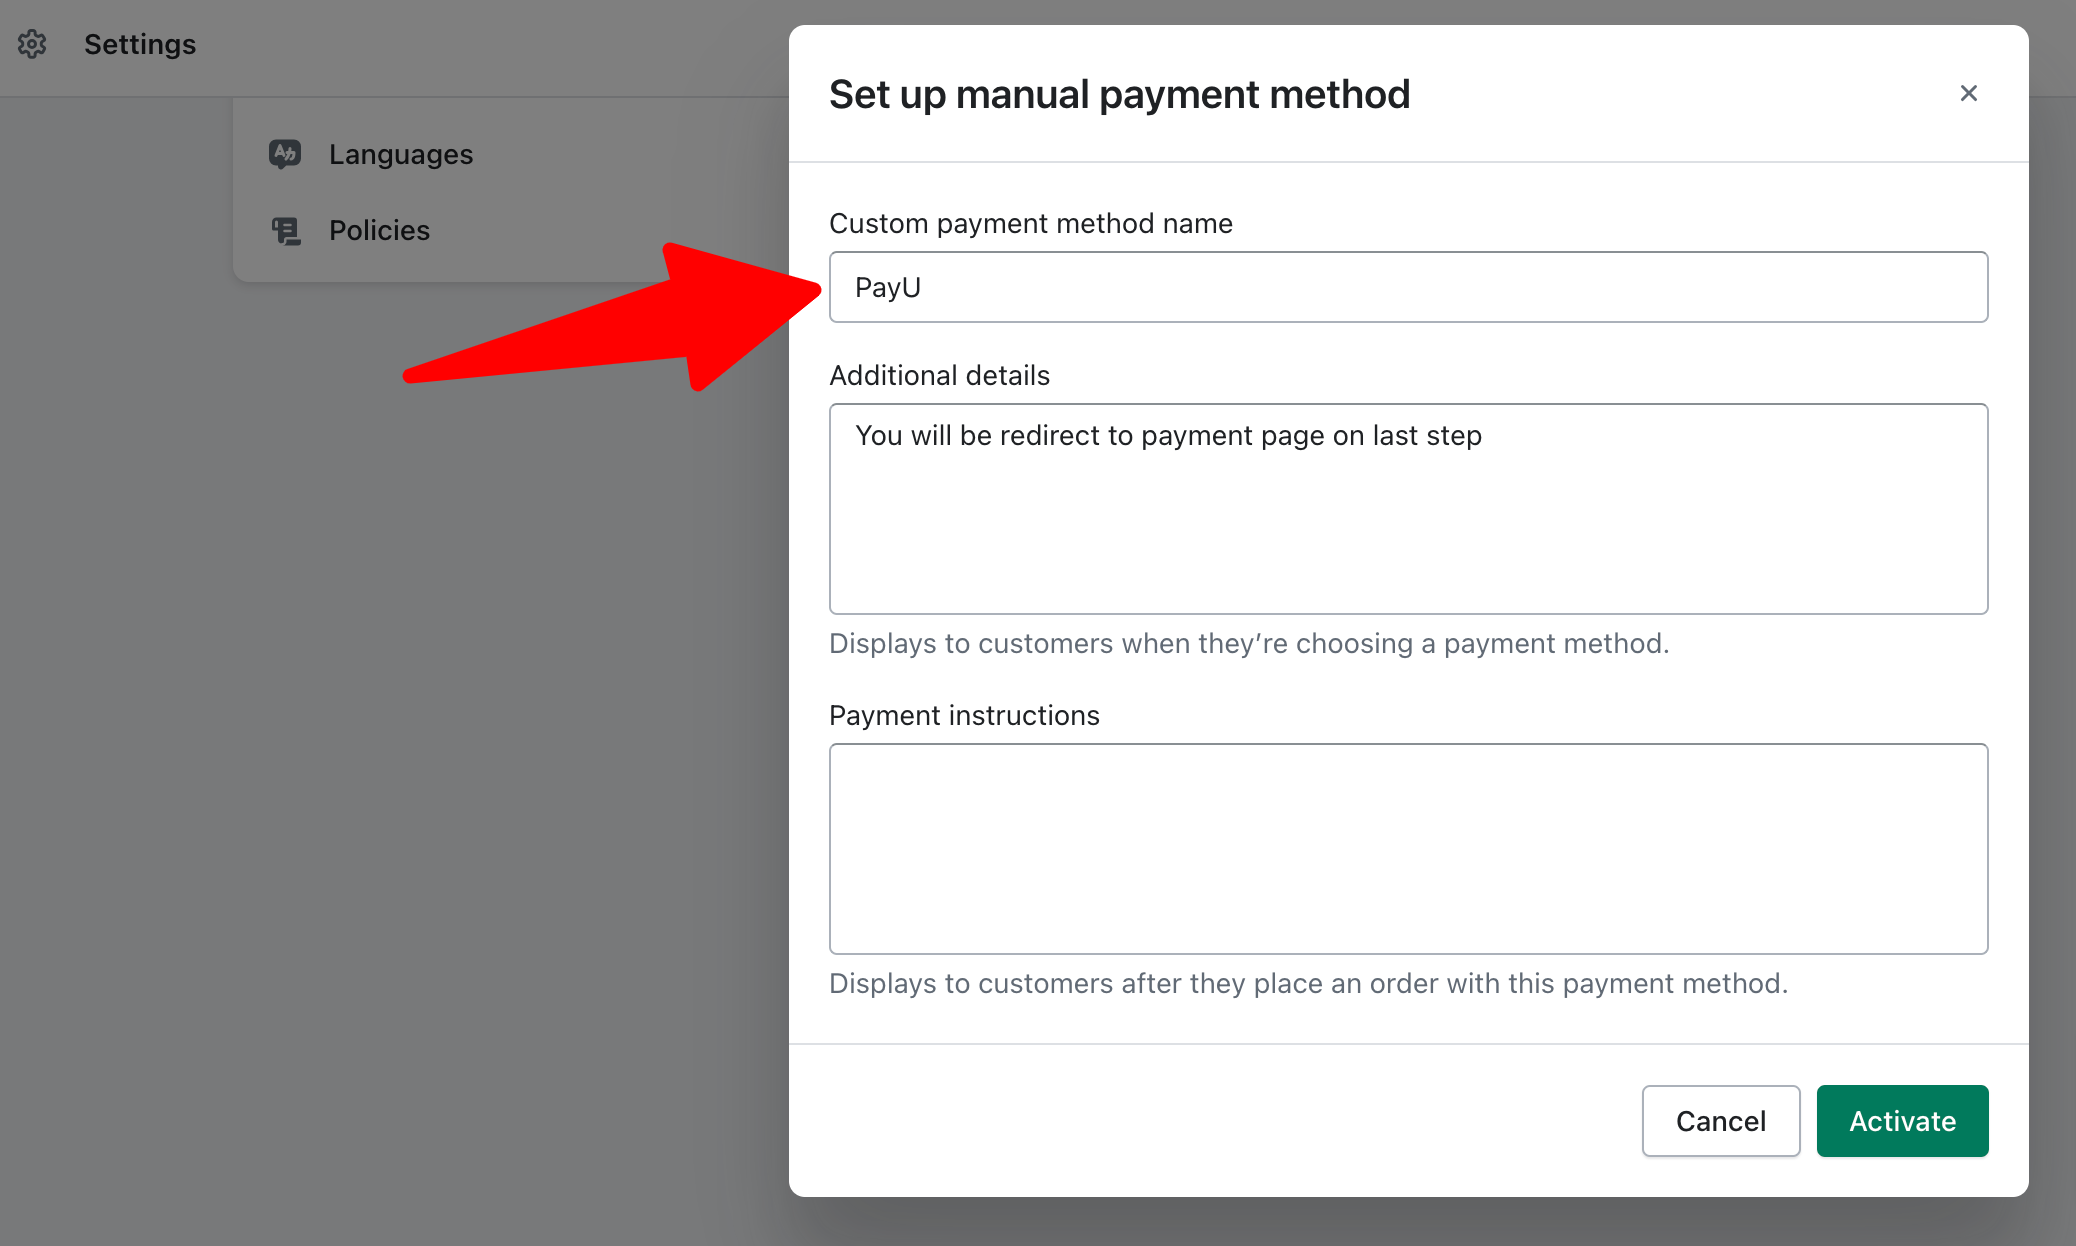 Settings
Languages
Policies
Set up manual payment method
Custom payment method name
PayU
Additional details
You will be redirect to payment page on last step
Displays to customers when they’re choosing a payment method.
Payment instructions
Displays to customers after they place an order with this payment method.
Cancel
Activate